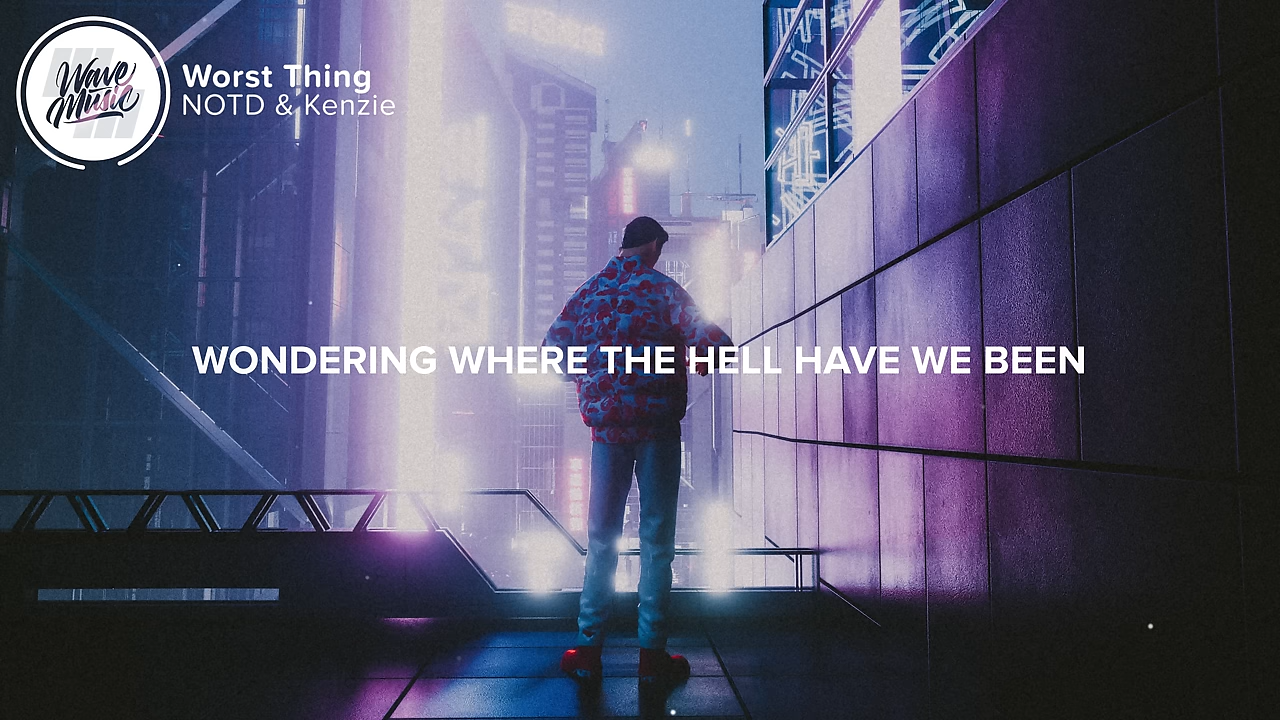 Wave
Music
Worst Thing
NOTD & Kenzie
WONDERING WHERE THE HELL HAVE WE BEEN